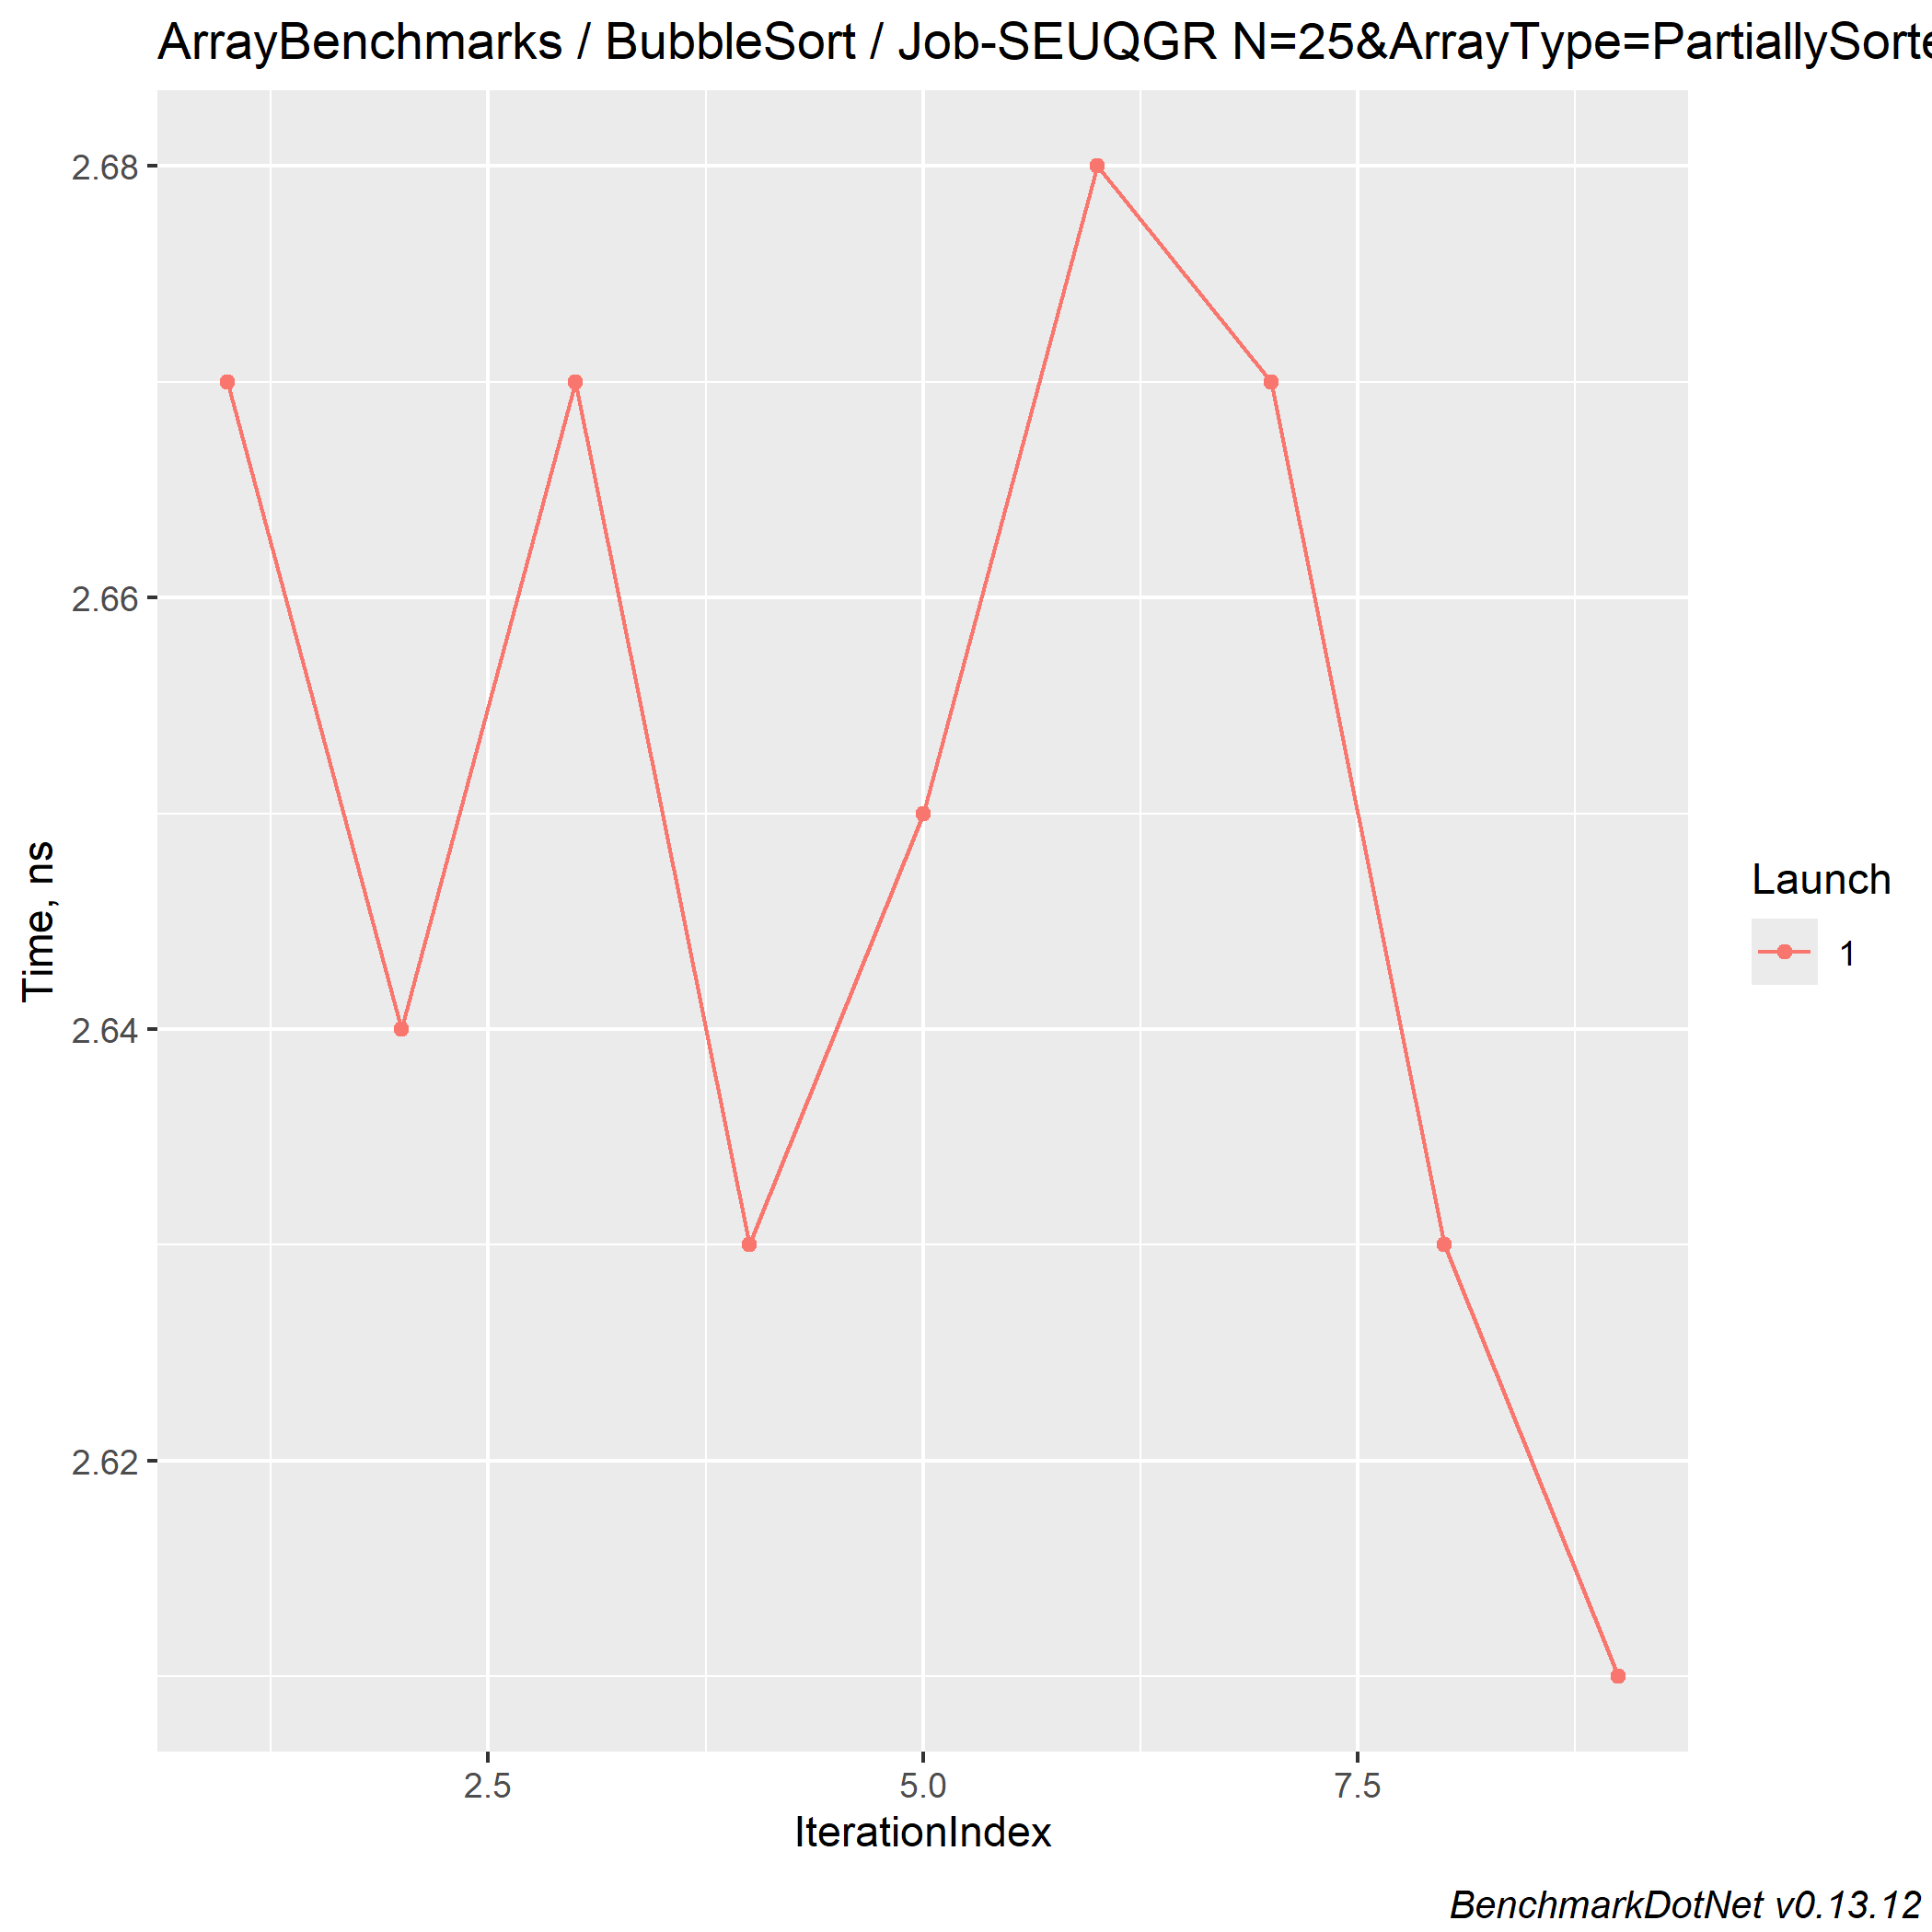 ArrayBenchmarks / BubbleSort / Job-SEUQGR N=25&ArrayType=PartiallySorte
2.68
2.66
2.64
2.62
Time, ns
2.5 5.0 7.5
IterationIndex
Launch
1
BenchmarkDotNet v0.13.12